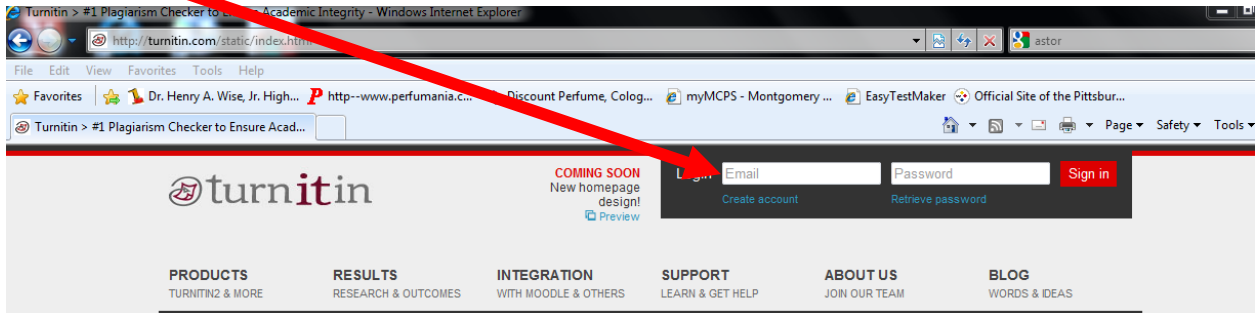 Turnitin > #1 Plagiarism Checker to Ensure Academic Integrity - Windows Internet Explorer
http://turnitin.com/static/index.htm
astor
File Edit View Favorites Tools Help
Favorites Dr. Henry A. Wise, Jr. High... http--www.perfumania.c... Discount Perfume, Colog... myMCPS - Montgomery ... EasyTestMaker Official Site of the Pittsbur...
Turnitin > #1 Plagiarism Checker to Ensure Acad... Page Safety Tools
turnitin
COMING SOON
New homepage
design!
Preview
Login Email Password Sign in
Create account Retrieve password
PRODUCTS RESULTS INTEGRATION SUPPORT ABOUT US BLOG
TURNITIN2 & MORE RESEARCH & OUTCOMES WITH MOODLE & OTHERS LEARN & GET HELP JOIN OUR TEAM WORDS & IDEAS